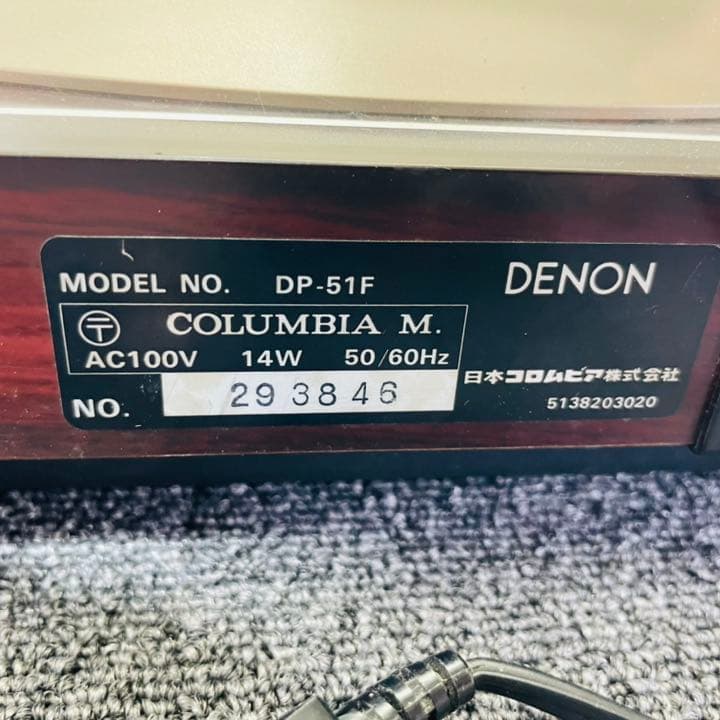 MODEL NO. DP-51F
DENON
〒 COLUMBIA M.
AC100V 14W 50/60Hz
NO. 293846
日本コロムビア株式会社
5138203020